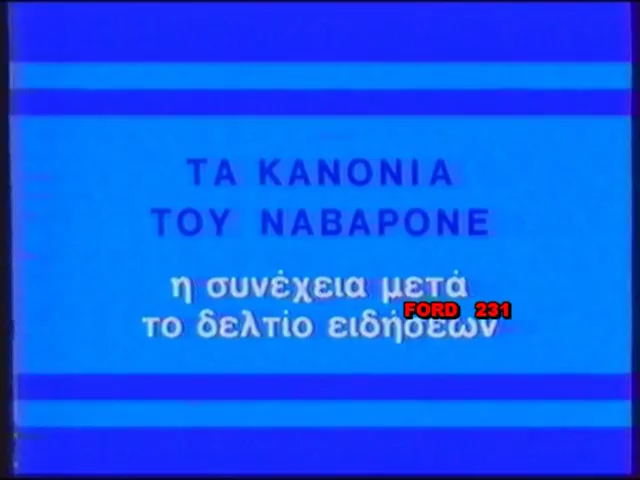 ΤΑ ΚΑΝΟΝΙΑ
ΤΟΥ ΝΑΒΑΡΟΝΕ
η συνέχεια μετά
το δελτίο ειδήσεων
FORD 231